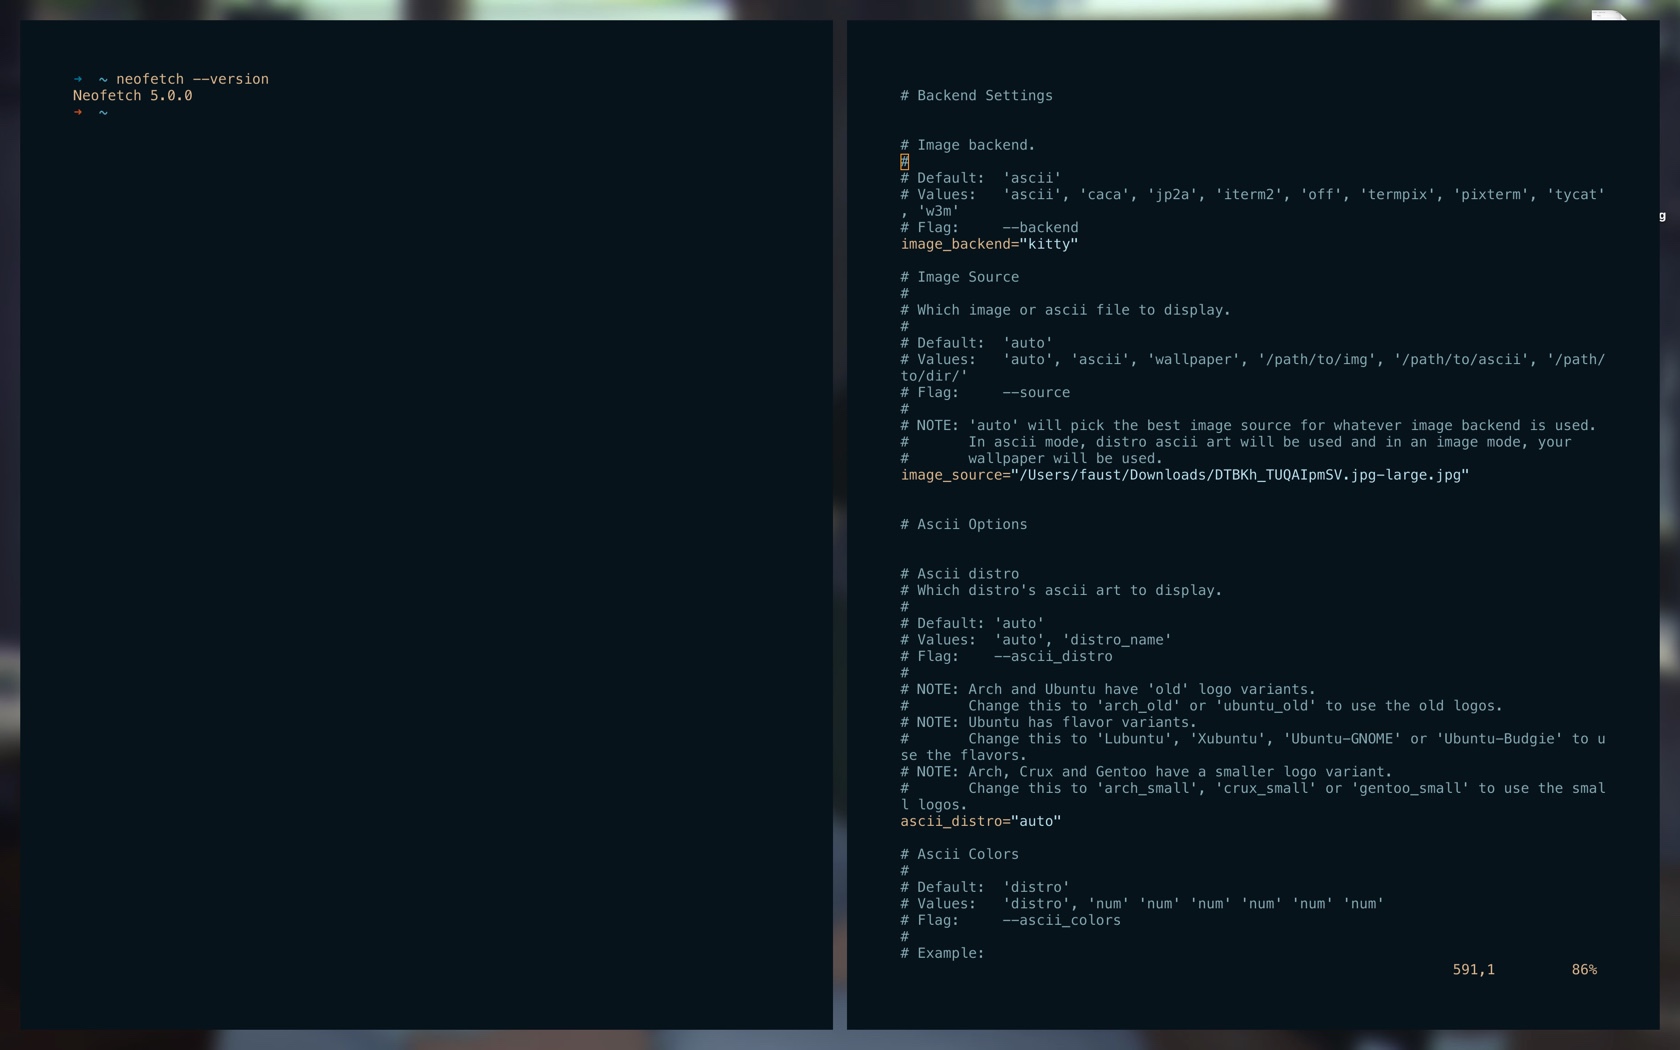 ➜  ~ neofetch --version
Neofetch 5.0.0
➜  ~
# Backend Settings
# Image backend.
#
# Default:  'ascii'
# Values:   'ascii', 'caca', 'jp2a', 'iterm2', 'off', 'termpix', 'pixterm', 'tycat'
, 'w3m'
# Flag:     --backend
image_backend="kitty"
# Image Source
#
# Which image or ascii file to display.
#
# Default:  'auto'
# Values:   'auto', 'ascii', 'wallpaper', '/path/to/img', '/path/to/ascii', '/path/
to/dir/'
# Flag:     --source
#
# NOTE: 'auto' will pick the best image source for whatever image backend is used.
#       In ascii mode, distro ascii art will be used and in an image mode, your
#       wallpaper will be used.
image_source="/Users/faust/Downloads/DTBKh_TUQAIpmSV.jpg-large.jpg"
# Ascii Options
# Ascii distro
# Which distro's ascii art to display.
#
# Default: 'auto'
# Values:  'auto', 'distro_name'
# Flag:    --ascii_distro
#
# NOTE: Arch and Ubuntu have 'old' logo variants.
#       Change this to 'arch_old' or 'ubuntu_old' to use the old logos.
# NOTE: Ubuntu has flavor variants.
#       Change this to 'Lubuntu', 'Xubuntu', 'Ubuntu-GNOME' or 'Ubuntu-Budgie' to u
se the flavors.
# NOTE: Arch, Crux and Gentoo have a smaller logo variant.
#       Change this to 'arch_small', 'crux_small' or 'gentoo_small' to use the smal
l logos.
ascii_distro="auto"
# Ascii Colors
#
# Default:  'distro'
# Values:   'distro', 'num' 'num' 'num' 'num' 'num' 'num'
# Flag:     --ascii_colors
#
# Example:
591,1         86%
g